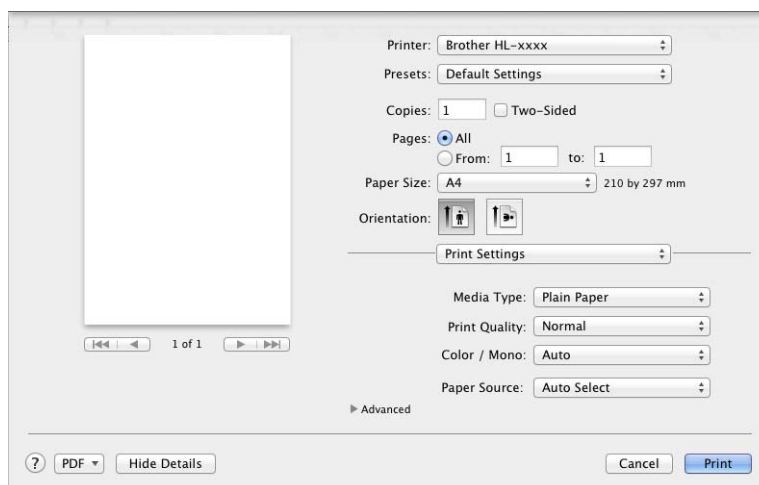 Printer: Brother HL-xxxx
Presets: Default Settings
Copies: 1 Two-Sided
Pages: All
From: 1 to: 1
Paper Size: A4 210 by 297 mm
Orientation:
Print Settings
Media Type: Plain Paper
Print Quality: Normal
Color / Mono: Auto
Paper Source: Auto Select
Advanced
1 of 1
? PDF Hide Details Cancel Print